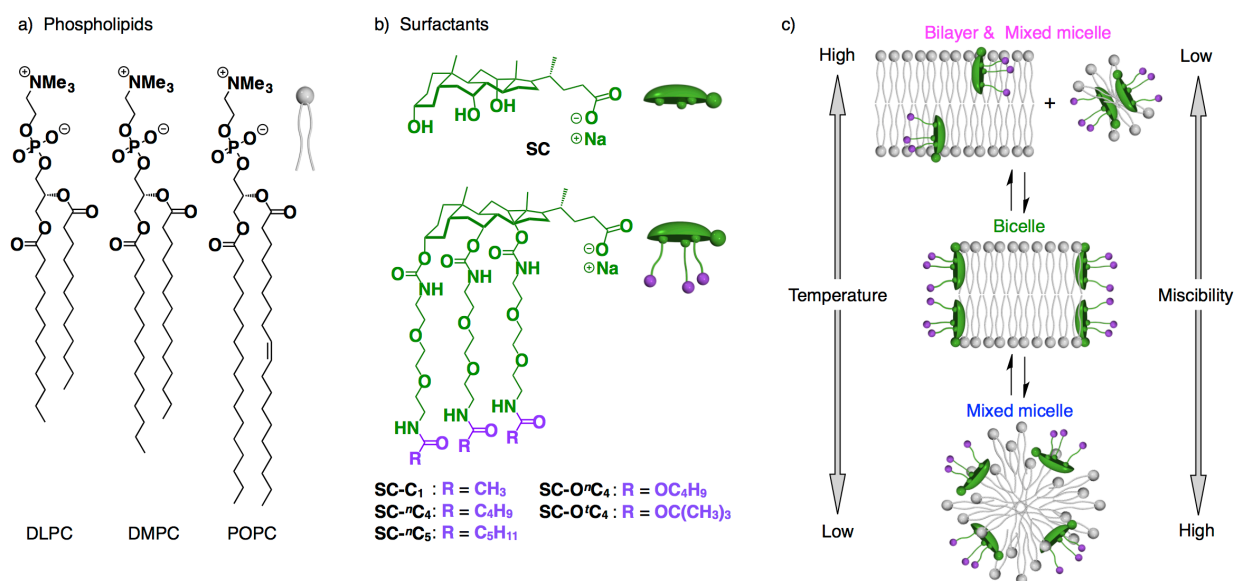 a) Phospholipids
⊕
NMe3
O
O
P
O
⊖
O
O
O
O
O
DLPC
⊕
NMe3
O
O
P
O
⊖
O
O
O
O
O
DMPC
⊕
NMe3
O
O
P
O
⊖
O
O
O
O
O
POPC
b) Surfactants
OH
OH
OH
O
O
⊖
⊕Na
SC
O
O
O
O
O
⊖
⊕Na
O
O
O
NH
NH
NH
O
O
O
O
O
O
HN
HN
HN
O
O
O
R
R
R
SC-C1 : R = CH3
SC-nC4 : R = C4H9
SC-nC5: R = C5H11
SC-OnC4 : R = OC4H9
SC-OtC4 : R = OC(CH3)3
c)
Bilayer & Mixed micelle
High
Low
+
Bicelle
Temperature
Miscibility
Mixed micelle
Low
High